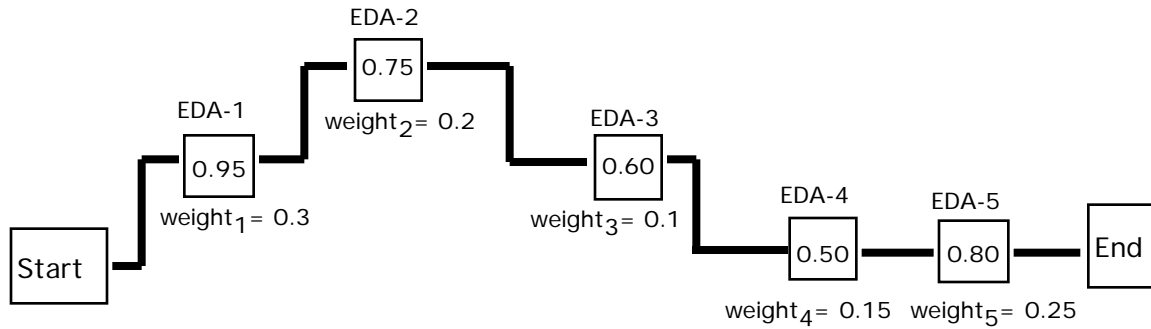 EDA-2
0.75
weight2= 0.2
EDA-1
0.95
weight1= 0.3
EDA-3
0.60
weight3= 0.1
EDA-4
0.50
weight4= 0.15
EDA-5
0.80
weight5= 0.25
Start
End